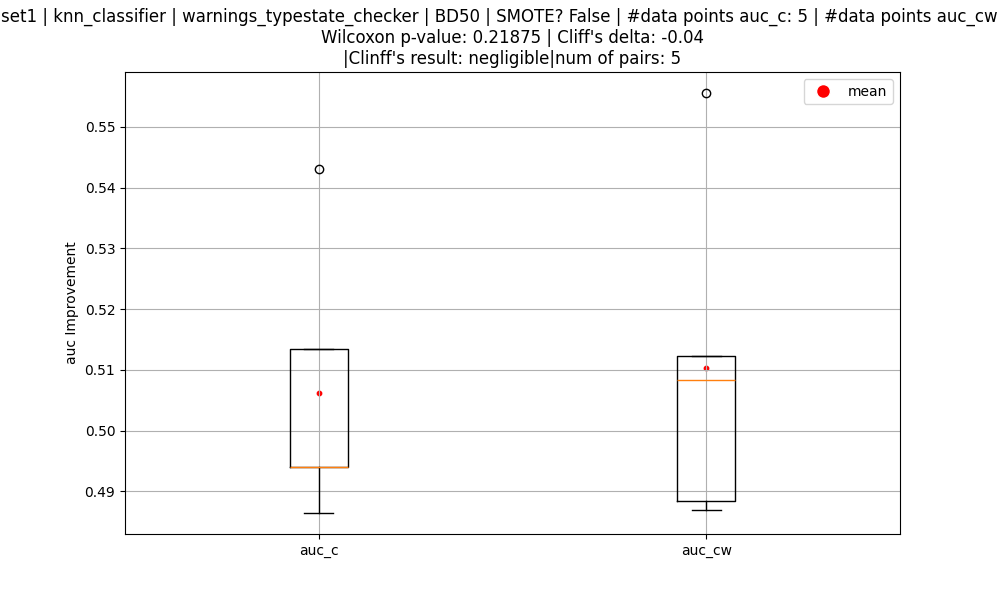 set1 | knn_classifier | warnings_typestate_checker | BD50 | SMOTE? False | #data points auc_c: 5 | #data points auc_cw
Wilcoxon p-value: 0.21875 | Cliff's delta: -0.04
|Clinff's result: negligible|num of pairs: 5
mean
0.55
0.54
0.53
0.52
0.51
0.50
0.49
auc Improvement
auc_c
auc_cw